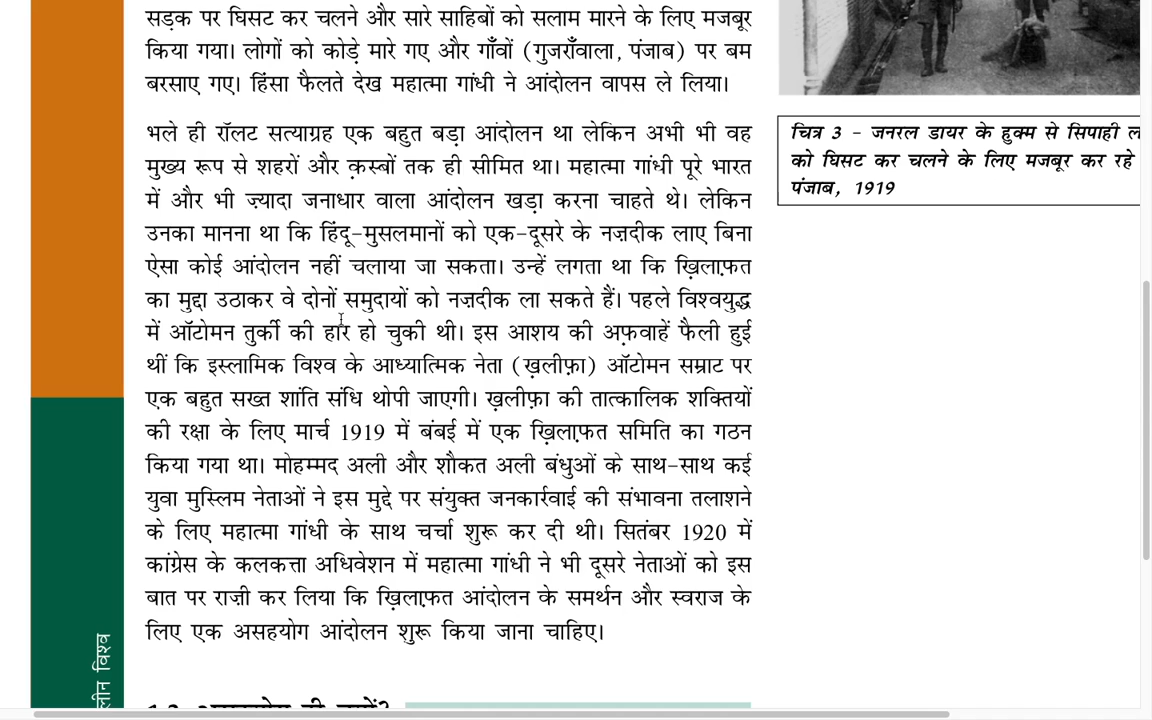 सड़क पर घिसट कर चलने और सारे साहिबों को सलाम मारने के लिए मजबूर
किया गया। लोगों को कोड़े मारे गए और गाँवों (गुजराँवाला, पंजाब) पर बम
बरसाए गए। हिंसा फैलते देख महात्मा गांधी ने आंदोलन वापस ले लिया।
भले ही रॉलट सत्याग्रह एक बहुत बड़ा आंदोलन था लेकिन अभी भी वह
मुख्य रूप से शहरों और क़स्बों तक ही सीमित था। महात्मा गांधी पूरे भारत
में और भी ज़्यादा जनाधार वाला आंदोलन खड़ा करना चाहते थे। लेकिन
उनका मानना था कि हिंदू-मुसलमानों को एक-दूसरे के नज़दीक लाए बिना
ऐसा कोई आंदोलन नहीं चलाया जा सकता। उन्हें लगता था कि ख़िलाफ़त
का मुद्दा उठाकर वे दोनों समुदायों को नज़दीक ला सकते हैं। पहले विश्वयुद्ध
में ऑटोमन तुर्की की हार हो चुकी थी। इस आशय की अफ़वाहें फैली हुई
थीं कि इस्लामिक विश्व के आध्यात्मिक नेता (ख़लीफ़ा) ऑटोमन सम्राट पर
एक बहुत सख्त शांति संधि थोपी जाएगी। ख़लीफ़ा की तात्कालिक शक्तियों
की रक्षा के लिए मार्च 1919 में बंबई में एक ख़िलाफ़त समिति का गठन
किया गया था। मोहम्मद अली और शौकत अली बंधुओं के साथ-साथ कई
युवा मुस्लिम नेताओं ने इस मुद्दे पर संयुक्त जनकार्रवाई की संभावना तलाशने
के लिए महात्मा गांधी के साथ चर्चा शुरू कर दी थी। सितंबर 1920 में
कांग्रेस के कलकत्ता अधिवेशन में महात्मा गांधी ने भी दूसरे नेताओं को इस
बात पर राज़ी कर लिया कि ख़िलाफ़त आंदोलन के समर्थन और स्वराज के
लिए एक असहयोग आंदोलन शुरू किया जाना चाहिए।
चित्र 3 - जनरल डायर के हुक्म से सिपाही
को घिसट कर चलने के लिए मजबूर कर रहे
पंजाब, 1919
विश्व